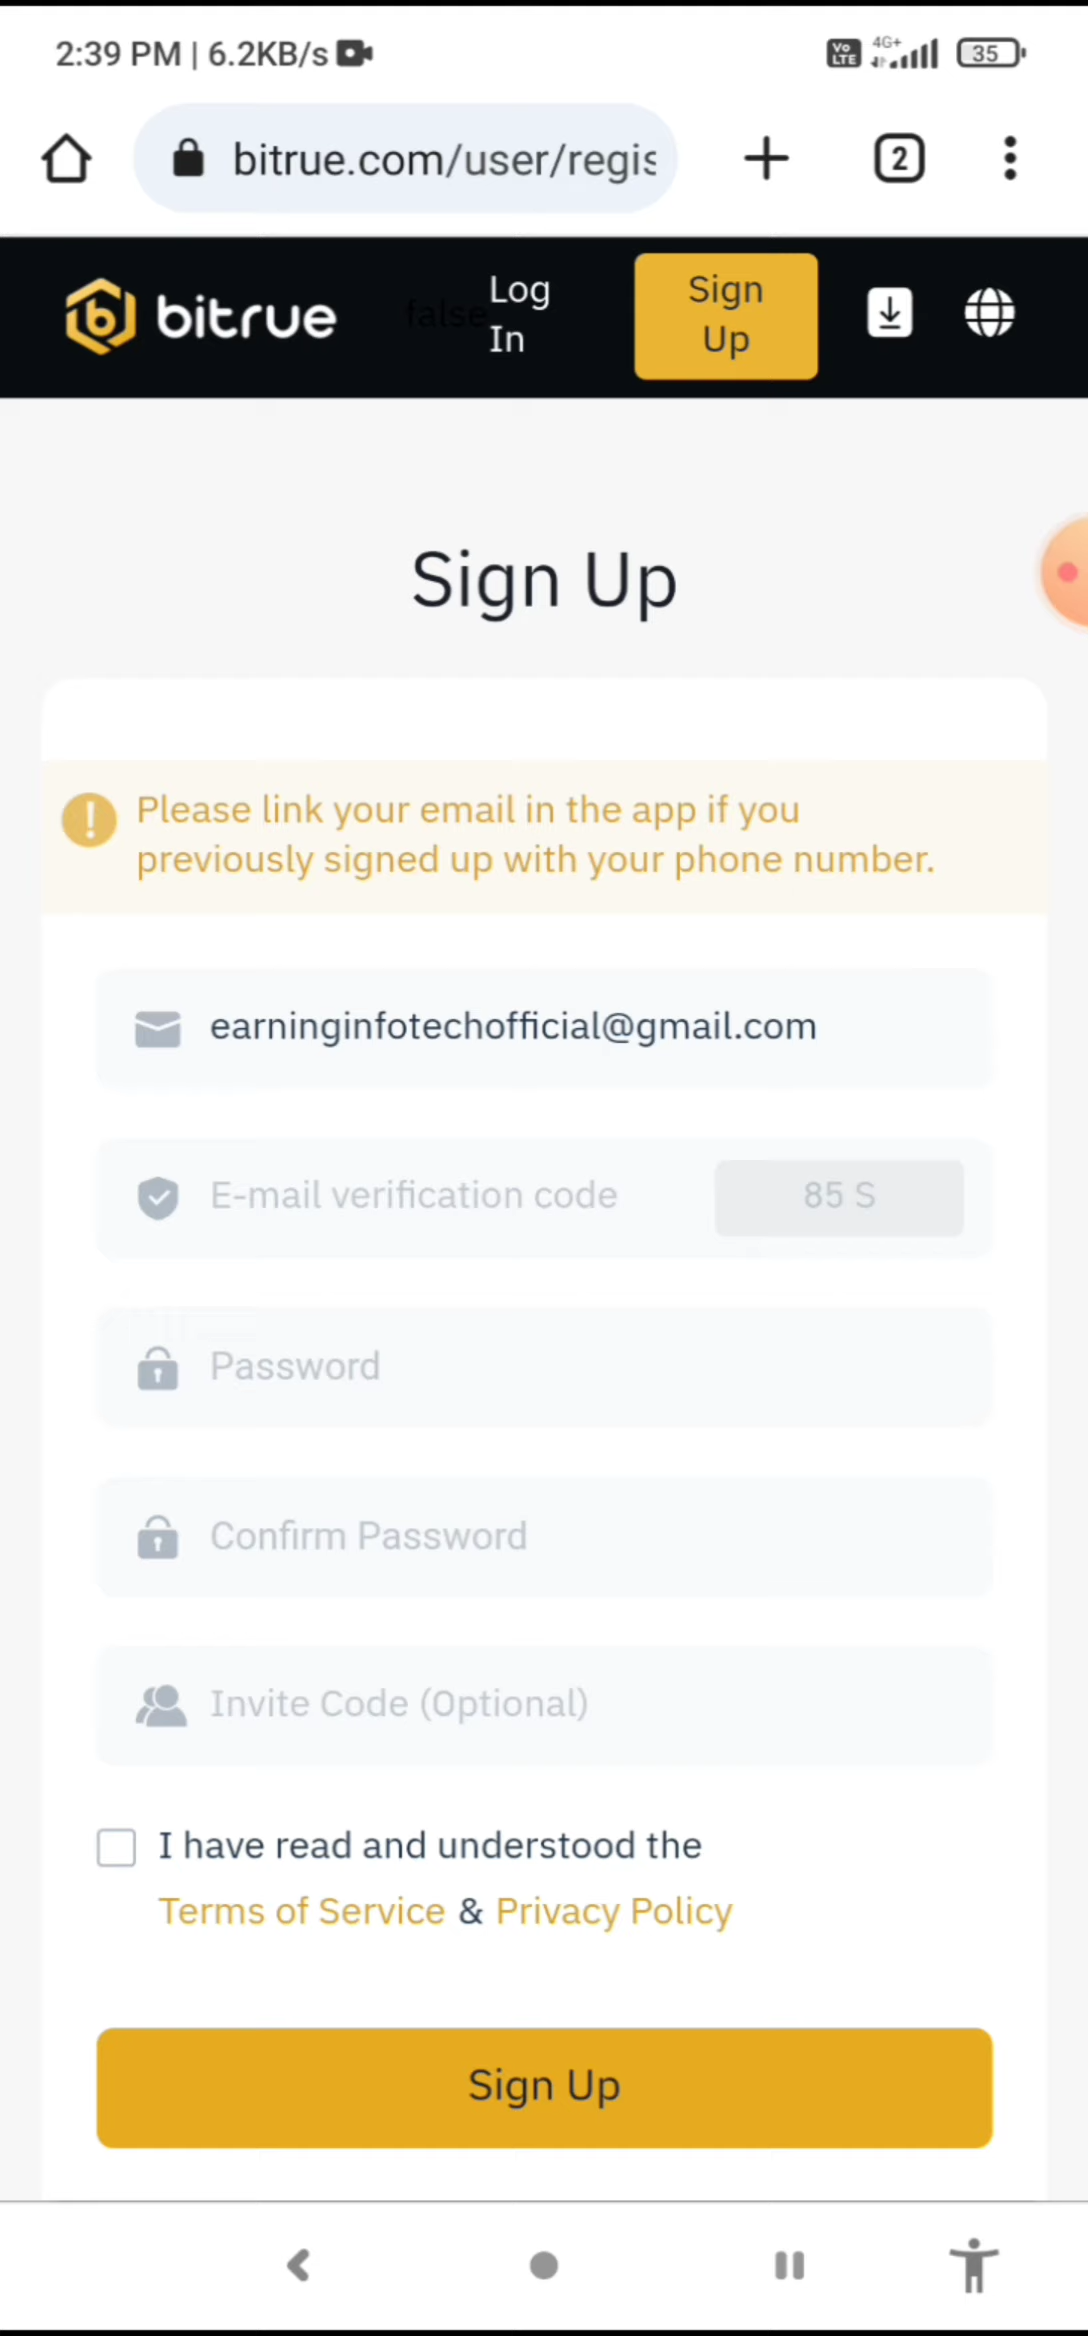 2:39 PM | 6.2KB/s
Vo LTE 4G+ 35
bitrue.com/user/regis
2
bitrue
false
Log In
Sign Up
Sign Up
Please link your email in the app if you
previously signed up with your phone number.
earninginfotechofficial@gmail.com
E-mail verification code
85 S
Password
Confirm Password
Invite Code (Optional)
I have read and understood the
Terms of Service & Privacy Policy
Sign Up